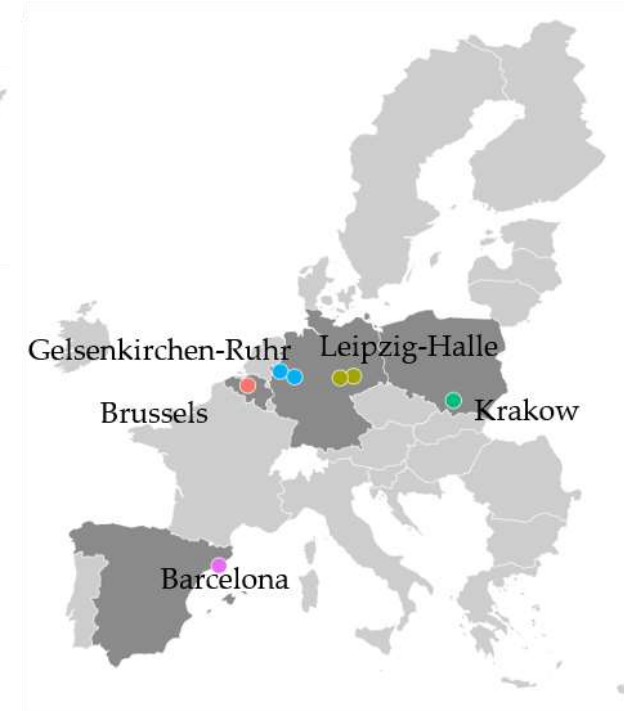 Gelsenkirchen-Ruhr
Leipzig-Halle
Brussels
Krakow
Barcelona